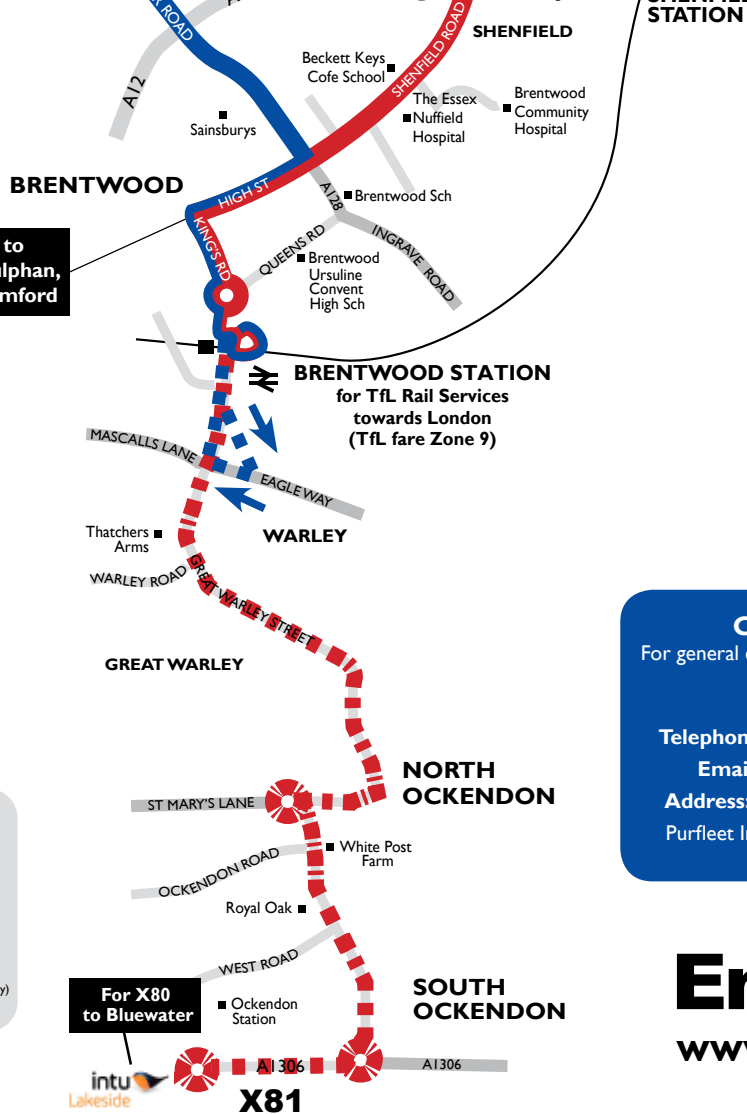 ROAD
SHENFIELD ROAD
SHENFIELD
STATION
A12
Beckett Keys
Cofe School
The Essex
Nuffield
Hospital
Brentwood
Community
Hospital
Sainsburys
BRENTWOOD
HIGH ST
A128
Brentwood Sch
to
KING'S RD
QUEENS RD
INGRAVE ROAD
Brentwood
Ursuline
Convent
High Sch
BRENTWOOD STATION
for TfL Rail Services
towards London
(TfL fare Zone 9)
MASCALLS LANE
EAGLE WAY
WARLEY
Thatchers
Arms
WARLEY ROAD
GREAT WARLEY STREET
GREAT WARLEY
For general
Telephon
Emai
Address:
Purfleet
NORTH
OCKENDON
ST MARY'S LANE
White Post
Farm
OCKENDON ROAD
Royal Oak
WEST ROAD
SOUTH
OCKENDON
For X80
to Bluewater
Ockendon
Station
intu
Lakeside
A1306
A1306
X81
www